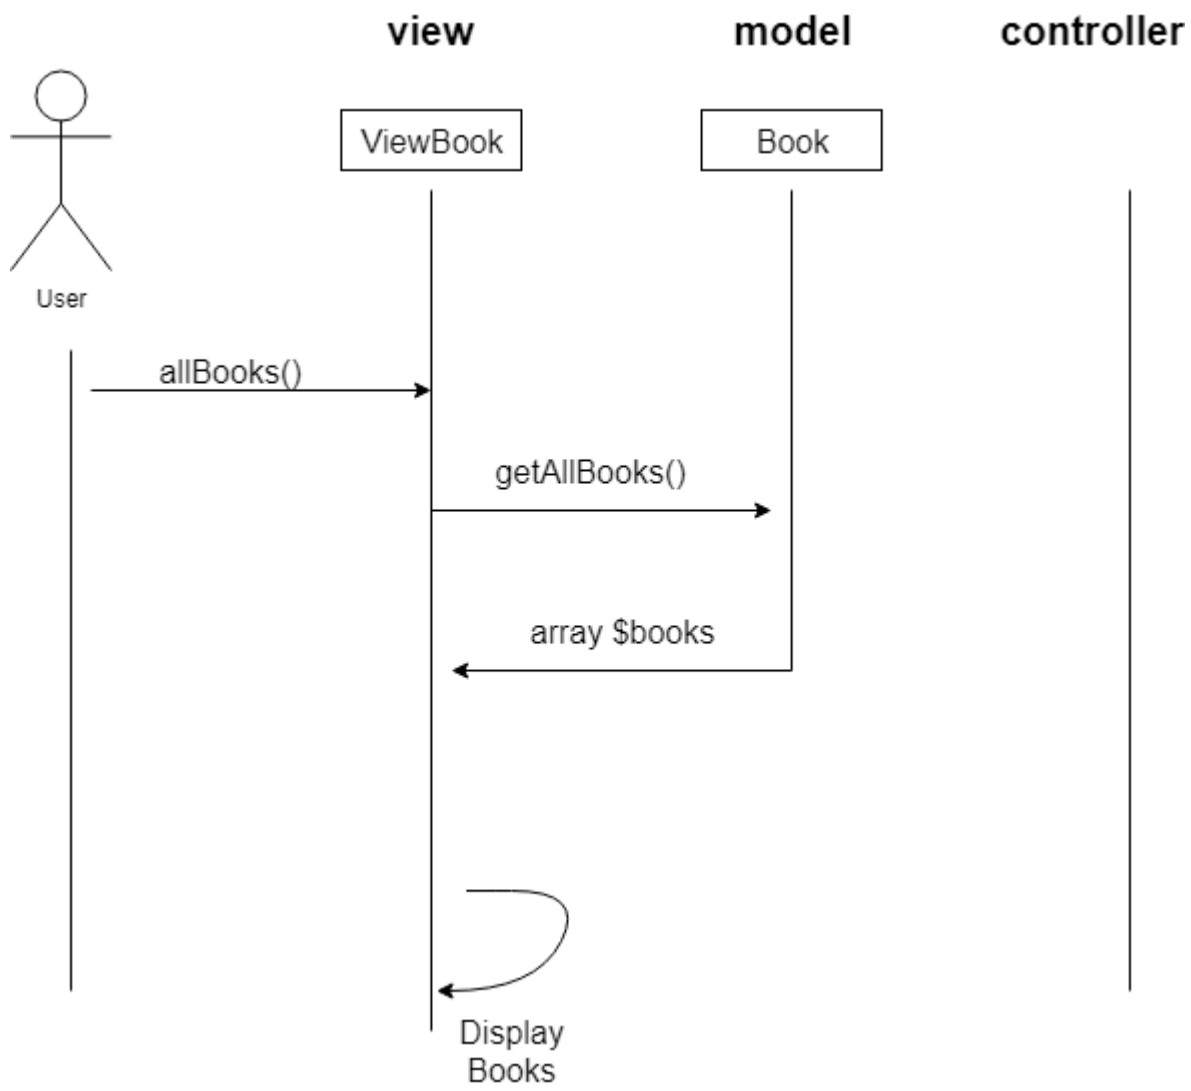 view model controller
ViewBook Book
User
allBooks()
getAllBooks()
array $books
Display
Books